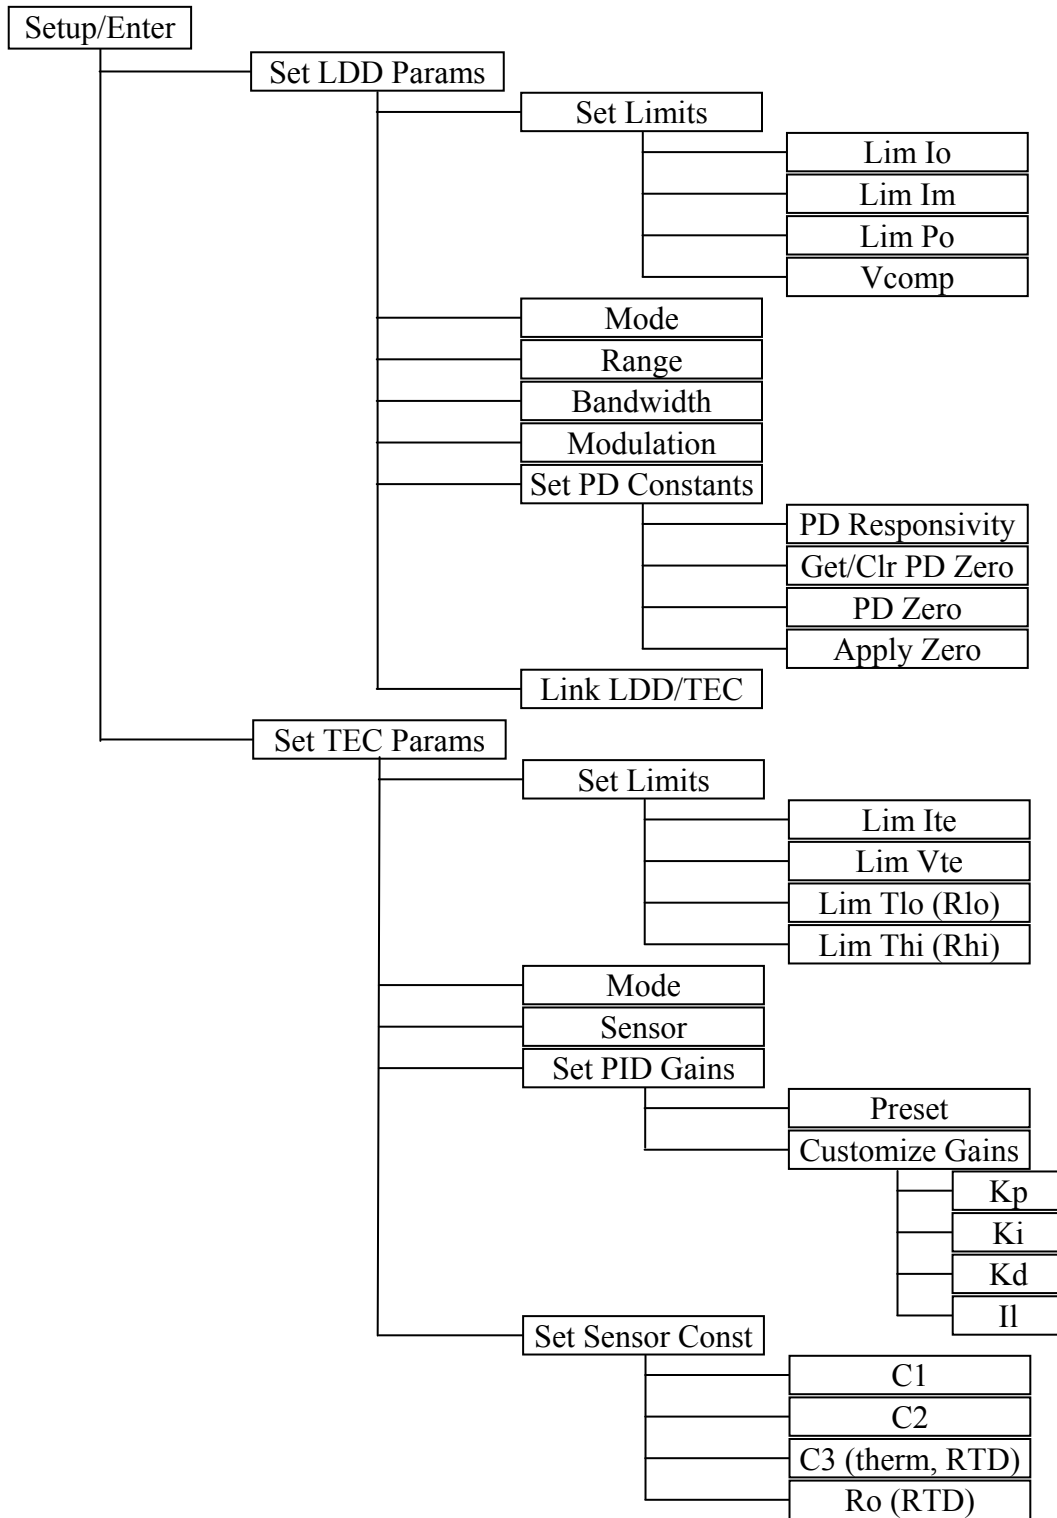 Setup/Enter
Set LDD Params
Set Limits
Lim Io
Lim Im
Lim Po
Vcomp
Mode
Range
Bandwidth
Modulation
Set PD Constants
PD Responsivity
Get/Clr PD Zero
PD Zero
Apply Zero
Link LDD/TEC
Set TEC Params
Set Limits
Lim Ite
Lim Vte
Lim Tlo (Rlo)
Lim Thi (Rhi)
Mode
Sensor
Set PID Gains
Preset
Customize Gains
Kp
Ki
Kd
Il
Set Sensor Const
C1
C2
C3 (therm, RTD)
Ro (RTD)